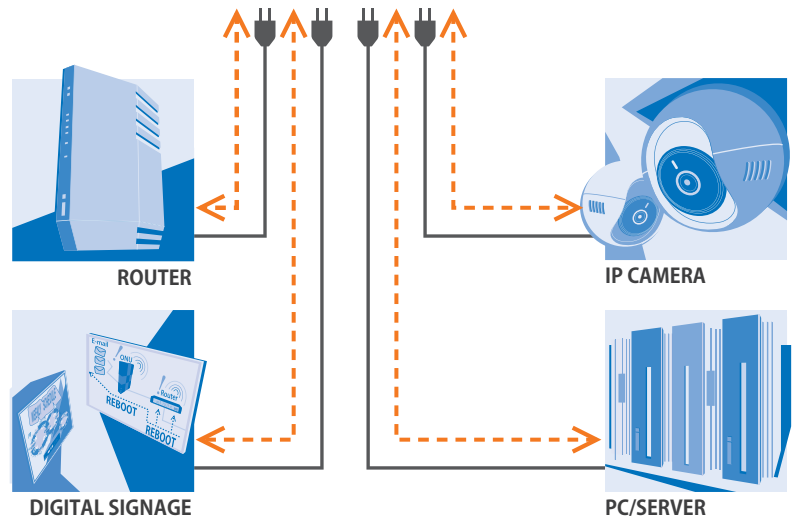 ROUTER
IP CAMERA
E-mail
ONU
Router
REBOOT
REBOOT
DIGITAL SIGNAGE
PC/SERVER